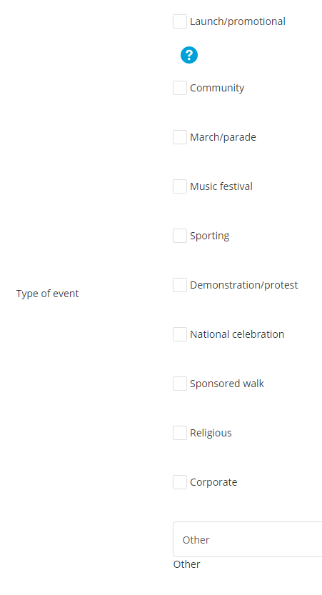 Launch/promotional
?
Community
March/parade
Music festival
Sporting
Demonstration/protest
Type of event
National celebration
Sponsored walk
Religious
Corporate
Other
Other